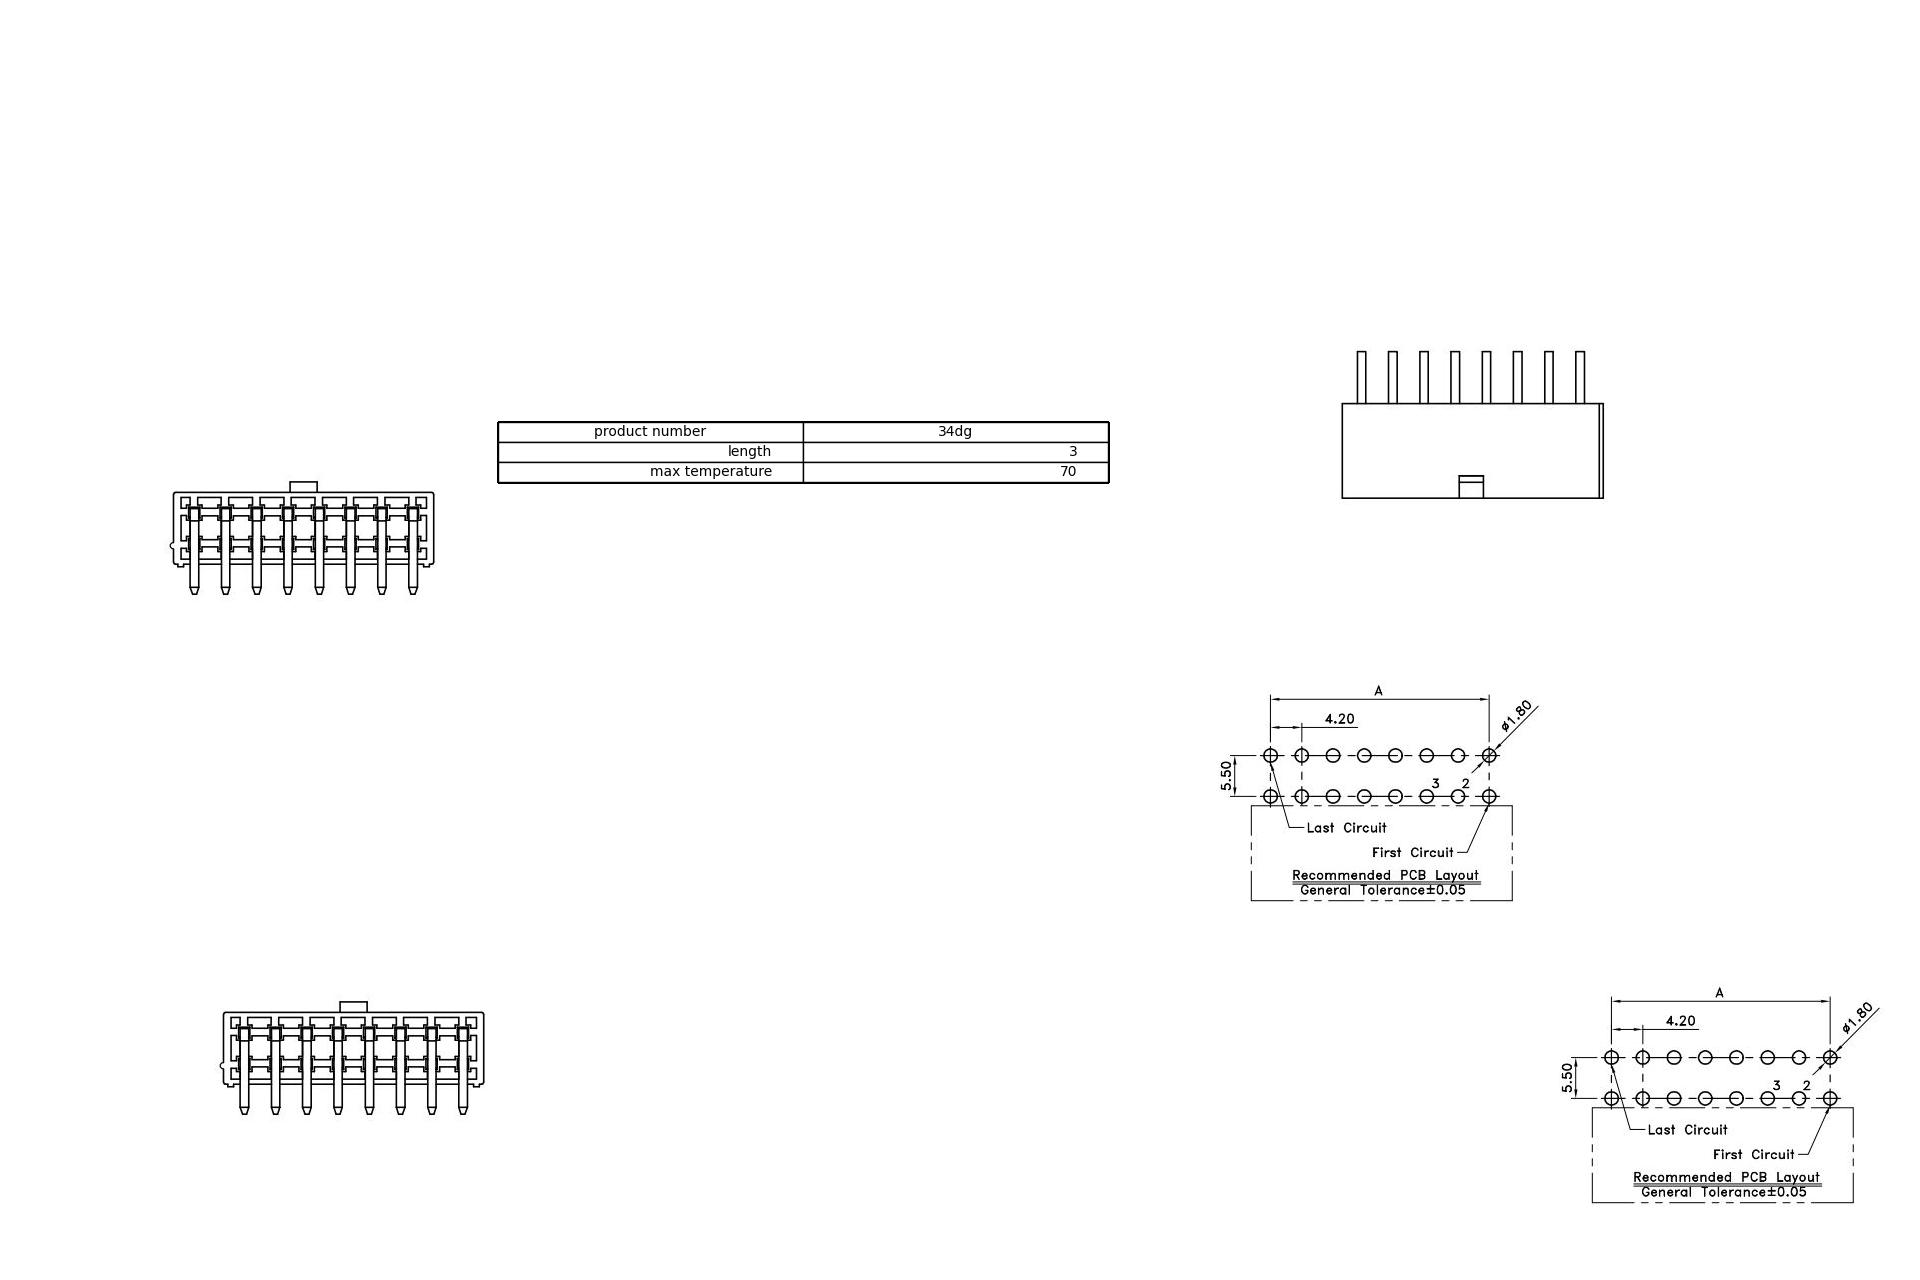 product number 34dg
length 3
max temperature 70
A
4.20
ø1.80
5.50
3 2
Last Circuit
First Circuit
Recommended PCB Layout
General Tolerance±0.05
A
4.20
ø1.80
5.50
3 2
Last Circuit
First Circuit
Recommended PCB Layout
General Tolerance±0.05